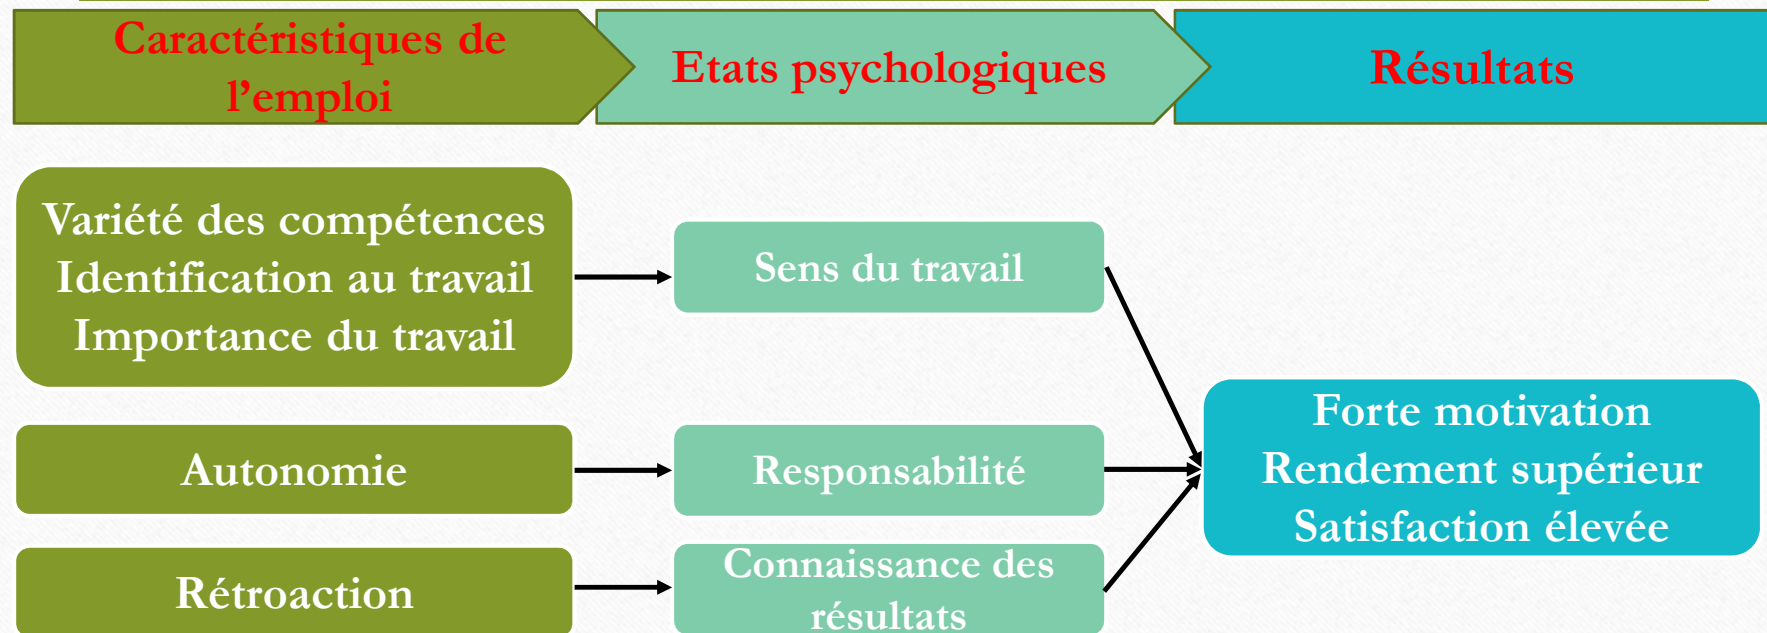 Caractéristiques de
l’emploi
Etats psychologiques
Résultats
Variété des compétences
Identification au travail
Importance du travail
Sens du travail
Autonomie
Responsabilité
Rétroaction
Connaissance des
résultats
Forte motivation
Rendement supérieur
Satisfaction élevée